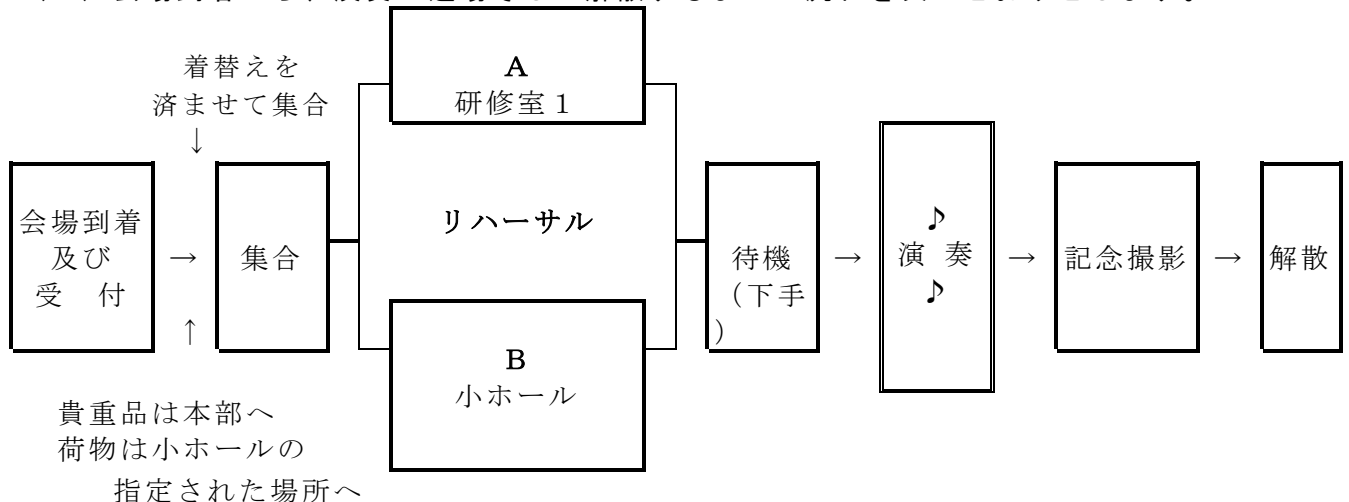 着替えを
済ませて集合
↓
会場到着
及び
受　付
→
↑
集合
A
研修室１
リハーサル
B
小ホール
待機
（下手
）
→
♪
演 奏
♪
→
記念撮影
→
解散
貴重品は本部へ
荷物は小ホールの
指定された場所へ